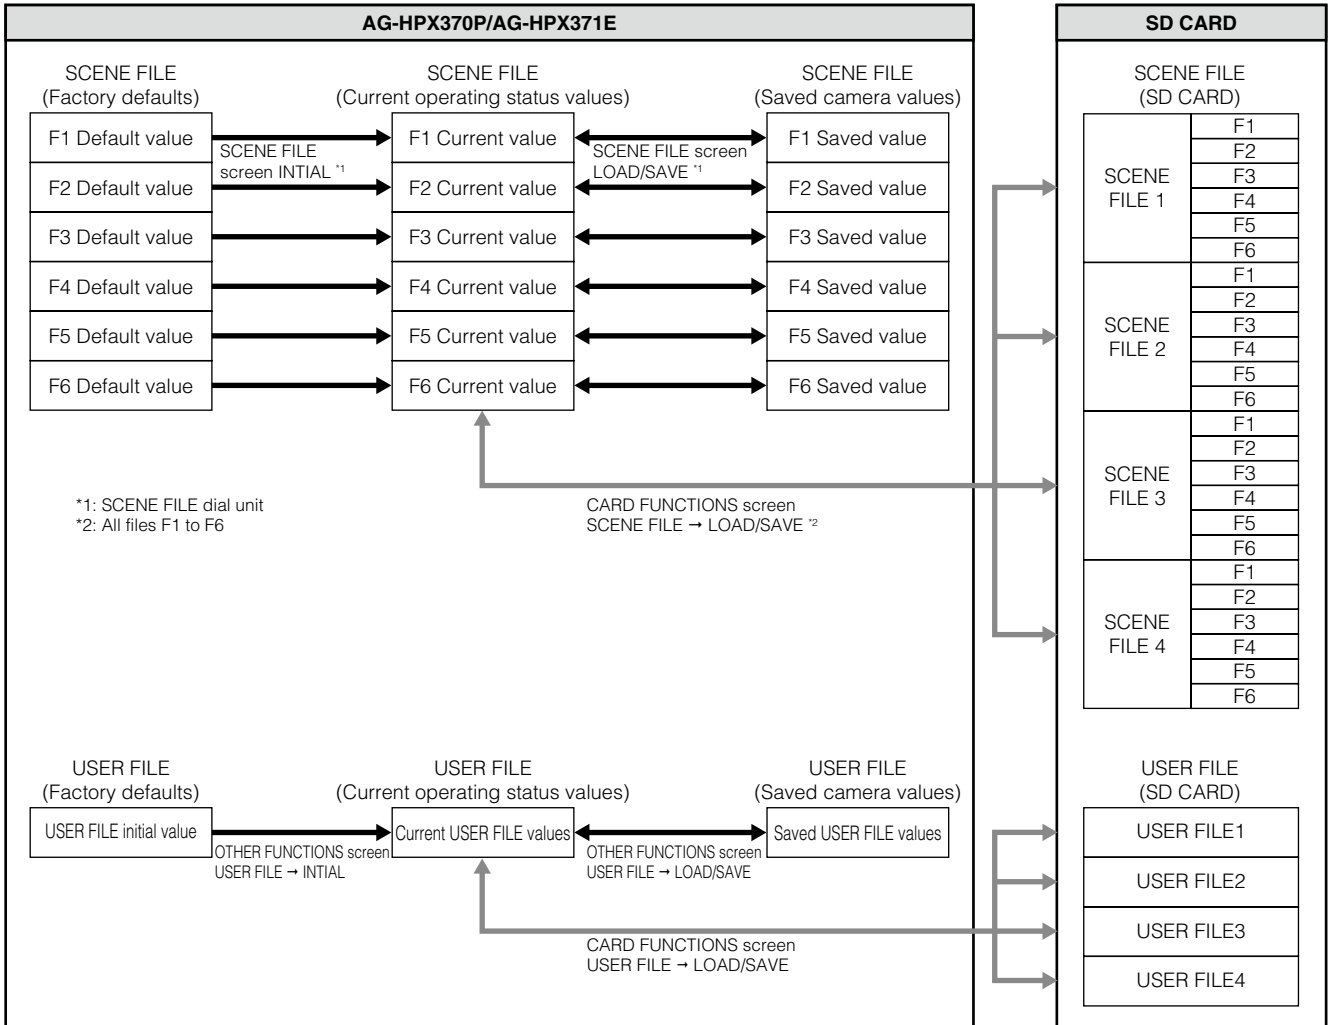 AG-HPX370P/AG-HPX371E
SCENE FILE
(Factory defaults)
SCENE FILE
(Current operating status values)
SCENE FILE
(Saved camera values)
F1 Default value
F2 Default value
F3 Default value
F4 Default value
F5 Default value
F6 Default value
SCENE FILE
screen INTIAL *1
F1 Current value
F2 Current value
F3 Current value
F4 Current value
F5 Current value
F6 Current value
SCENE FILE screen
LOAD/SAVE *1
F1 Saved value
F2 Saved value
F3 Saved value
F4 Saved value
F5 Saved value
F6 Saved value
*1: SCENE FILE dial unit
*2: All files F1 to F6
CARD FUNCTIONS screen
SCENE FILE → LOAD/SAVE *2
USER FILE
(Factory defaults)
USER FILE
(Current operating status values)
USER FILE
(Saved camera values)
USER FILE initial value
OTHER FUNCTIONS screen
USER FILE → INTIAL
Current USER FILE values
OTHER FUNCTIONS screen
USER FILE → LOAD/SAVE
Saved USER FILE values
CARD FUNCTIONS screen
USER FILE → LOAD/SAVE
SD CARD
SCENE FILE
(SD CARD)
SCENE
FILE 1
F1
F2
F3
F4
F5
F6
SCENE
FILE 2
F1
F2
F3
F4
F5
F6
SCENE
FILE 3
F1
F2
F3
F4
F5
F6
SCENE
FILE 4
F1
F2
F3
F4
F5
F6
USER FILE
(SD CARD)
USER FILE1
USER FILE2
USER FILE3
USER FILE4